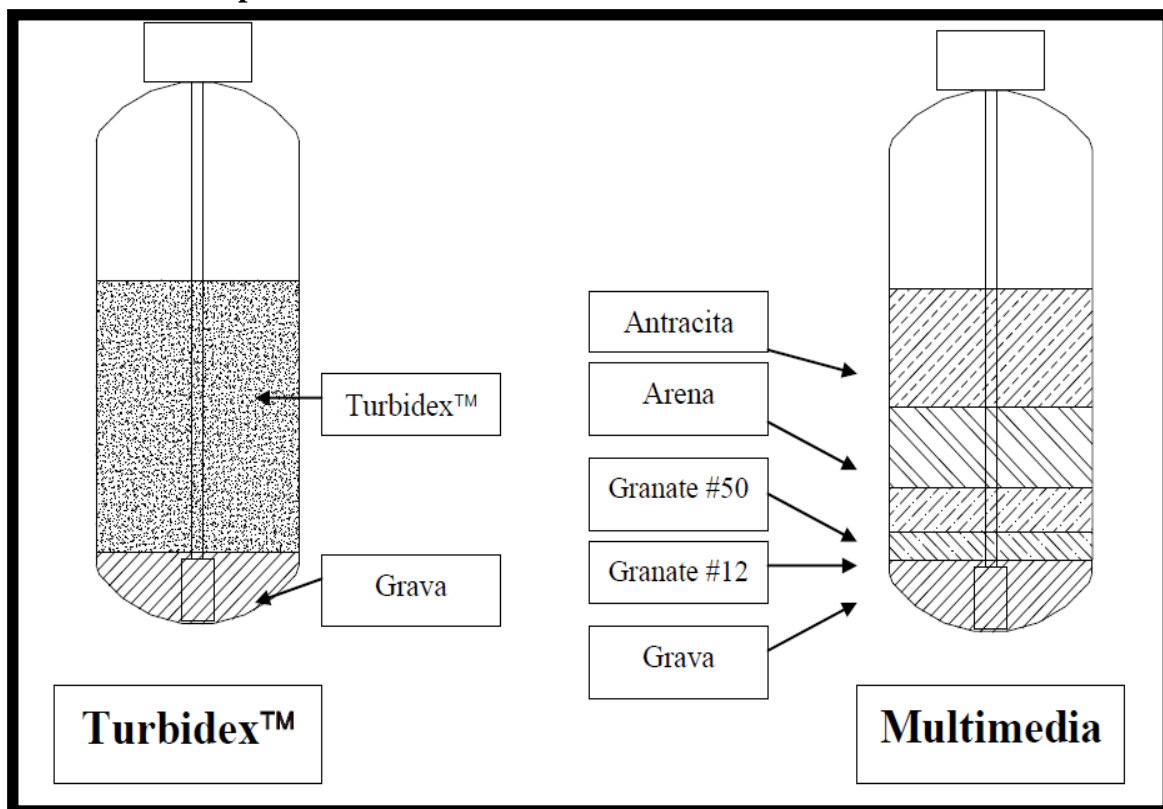 Turbidex™
Grava
Turbidex™
Antracita
Arena
Granate #50
Granate #12
Grava
Multimedia